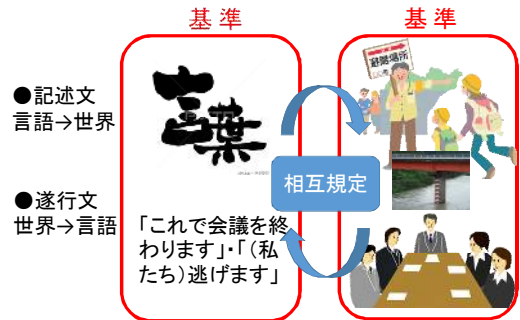 基 準
基 準
●記述文
言語→世界
●遂行文
世界→言語
言葉
「これで会議を終
わります」・「(私
たち)逃げます」
相互規定
避難場所